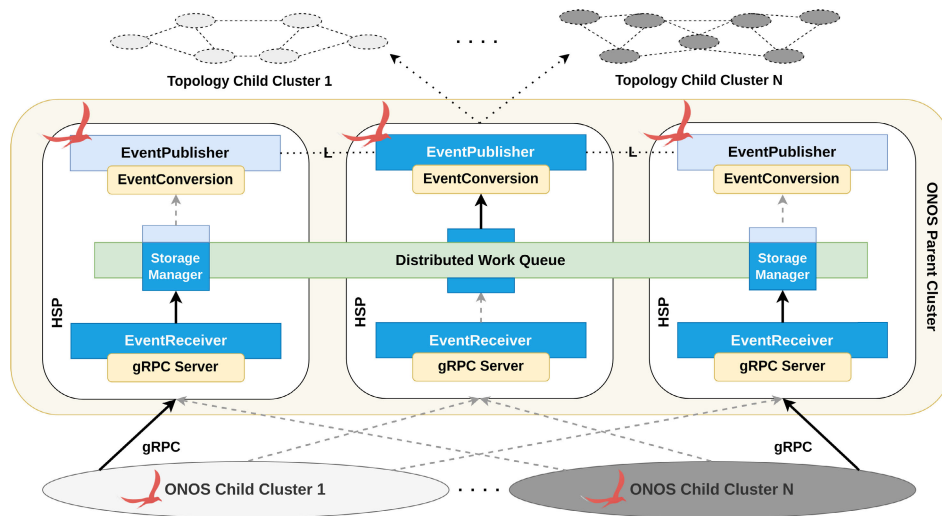 Topology Child Cluster 1
. . . .
Topology Child Cluster N
EventPublisher
L
EventPublisher
L
EventPublisher
EventConversion
EventConversion
EventConversion
Storage
Manager
Distributed Work Queue
Storage
Manager
HSP
HSP
HSP
ONOS Parent Cluster
EventReceiver
EventReceiver
EventReceiver
gRPC Server
gRPC Server
gRPC Server
gRPC
gRPC
ONOS Child Cluster 1
. . . .
ONOS Child Cluster N